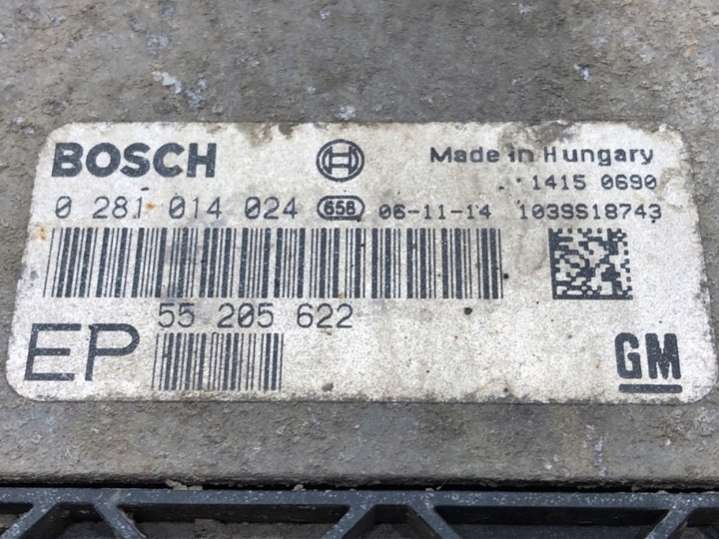 BOSCH Made in Hungary
1415 0690
0 281 014 024 658 06-11-14 1039S18743
55 205 622
EP
GM